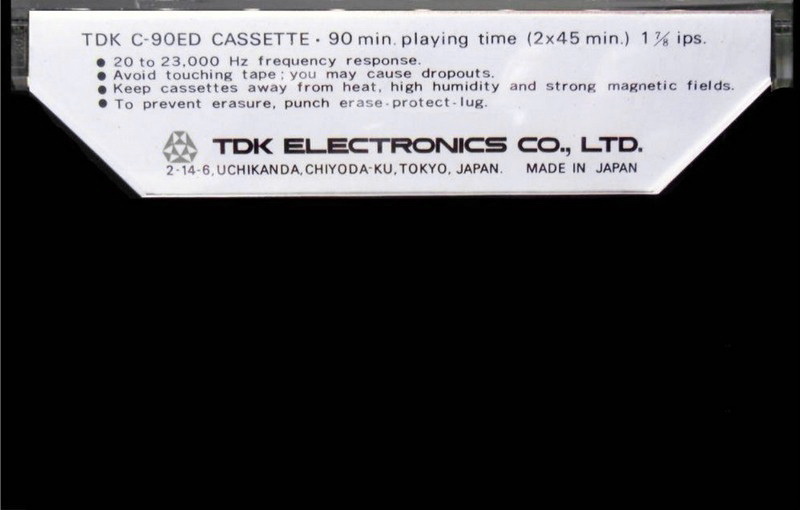 TDK C-90ED CASSETTE · 90 min. playing time (2x45 min.) 1⅞ ips.
● 20 to 23,000 Hz frequency response.
● Avoid touching tape; you may cause dropouts.
● Keep cassettes away from heat, high humidity and strong magnetic fields.
● To prevent erasure, punch erase-protect-lug.
TDK ELECTRONICS CO., LTD.
2-14-6, UCHIKANDA, CHIYODA-KU, TOKYO, JAPAN. MADE IN JAPAN